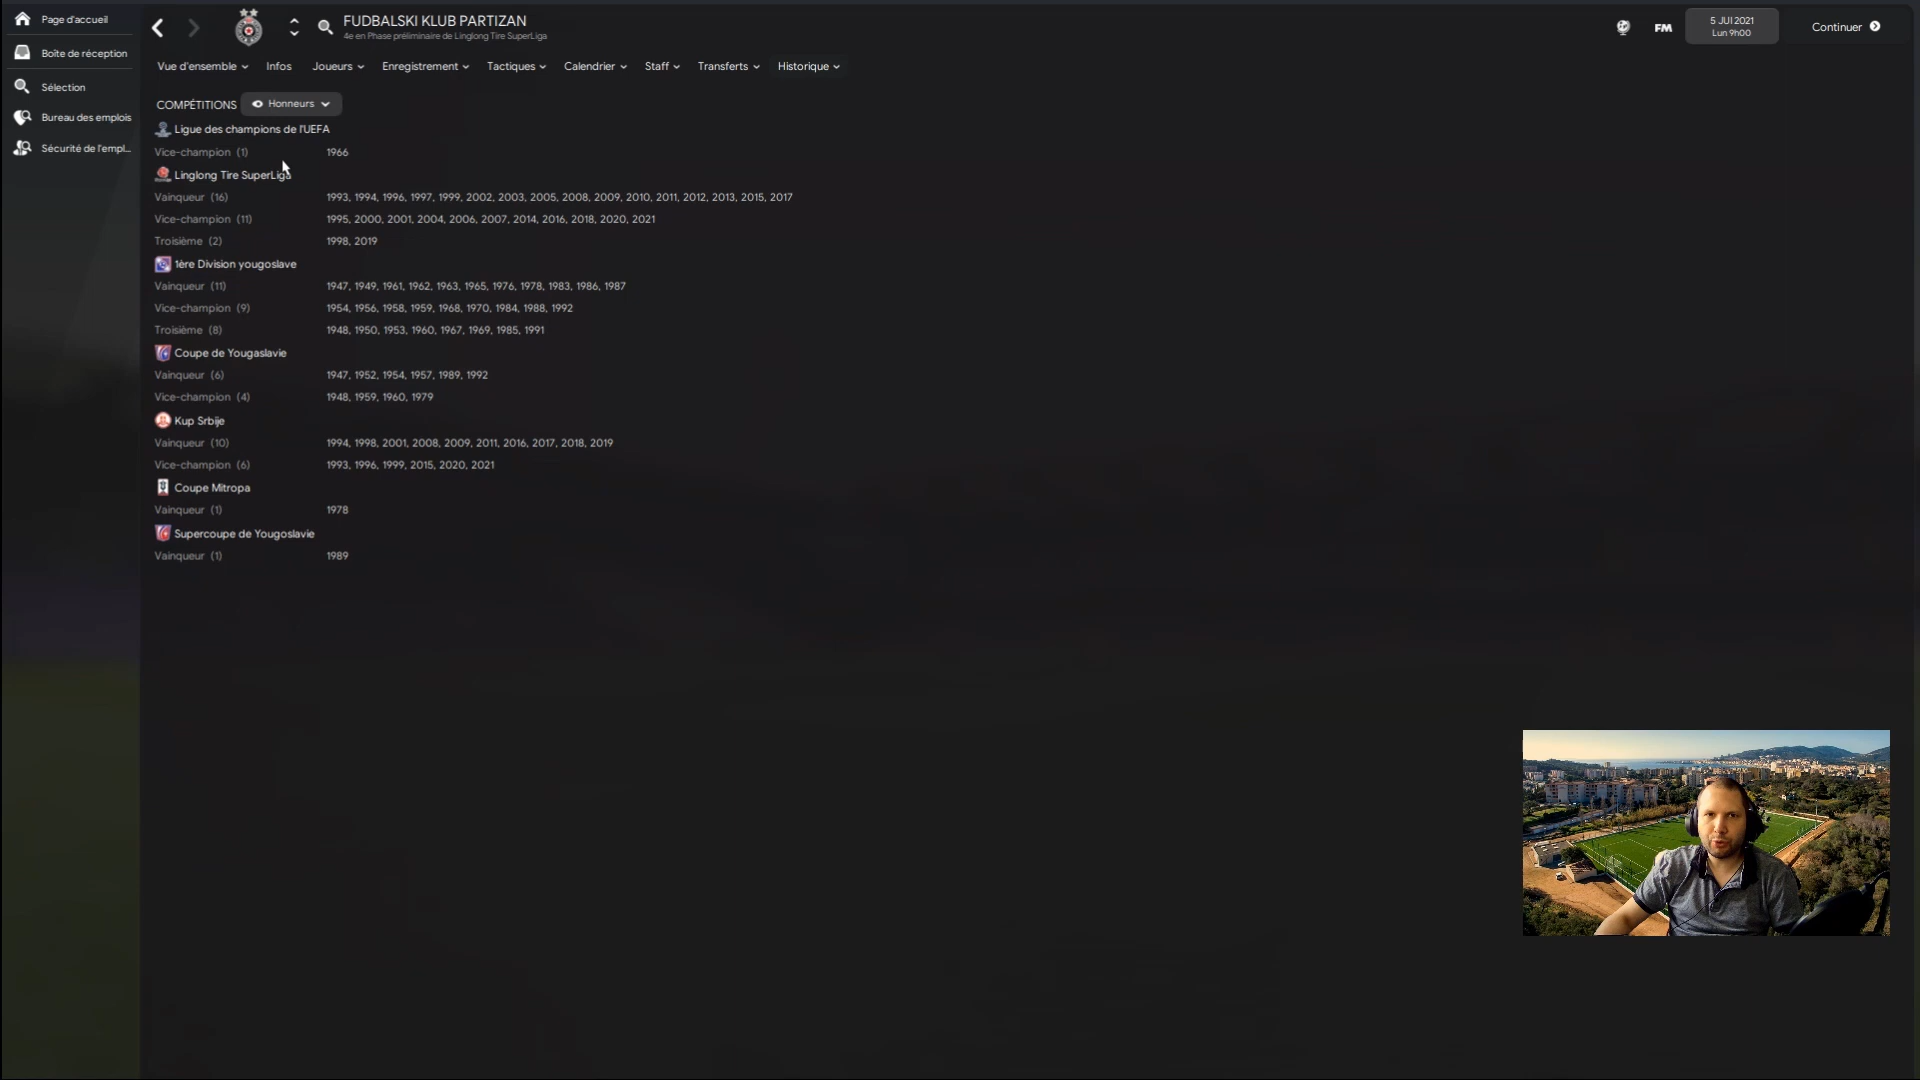 Page d'accueil
Boîte de réception
Sélection
Bureau des emplois
Sécurité de l'empl...
FUDBALSKI KLUB PARTIZAN
4e en Phase préliminaire de Linglong Tire SuperLiga
FM
5 JUI 2021
Lun 9h00
Continuer
Vue d'ensemble Infos Joueurs Enregistrement Tactiques Calendrier Staff Transferts Historique
COMPÉTITIONS Honneurs
Ligue des champions de l'UEFA
Vice-champion (1) 1966
Linglong Tire SuperLiga
Vainqueur (16) 1993, 1994, 1996, 1997, 1999, 2002, 2003, 2005, 2008, 2009, 2010, 2011, 2012, 2013, 2015, 2017
Vice-champion (11) 1995, 2000, 2001, 2004, 2006, 2007, 2014, 2016, 2018, 2020, 2021
Troisième (2) 1998, 2019
1ère Division yougoslave
Vainqueur (11) 1947, 1949, 1961, 1962, 1963, 1965, 1976, 1978, 1983, 1986, 1987
Vice-champion (9) 1954, 1956, 1958, 1959, 1968, 1970, 1984, 1988, 1992
Troisième (8) 1948, 1950, 1953, 1960, 1967, 1969, 1985, 1991
Coupe de Yougaslavie
Vainqueur (6) 1947, 1952, 1954, 1957, 1989, 1992
Vice-champion (4) 1948, 1959, 1960, 1979
Kup Srbije
Vainqueur (10) 1994, 1998, 2001, 2008, 2009, 2011, 2016, 2017, 2018, 2019
Vice-champion (6) 1993, 1996, 1999, 2015, 2020, 2021
Coupe Mitropa
Vainqueur (1) 1978
Supercoupe de Yougoslavie
Vainqueur (1) 1989